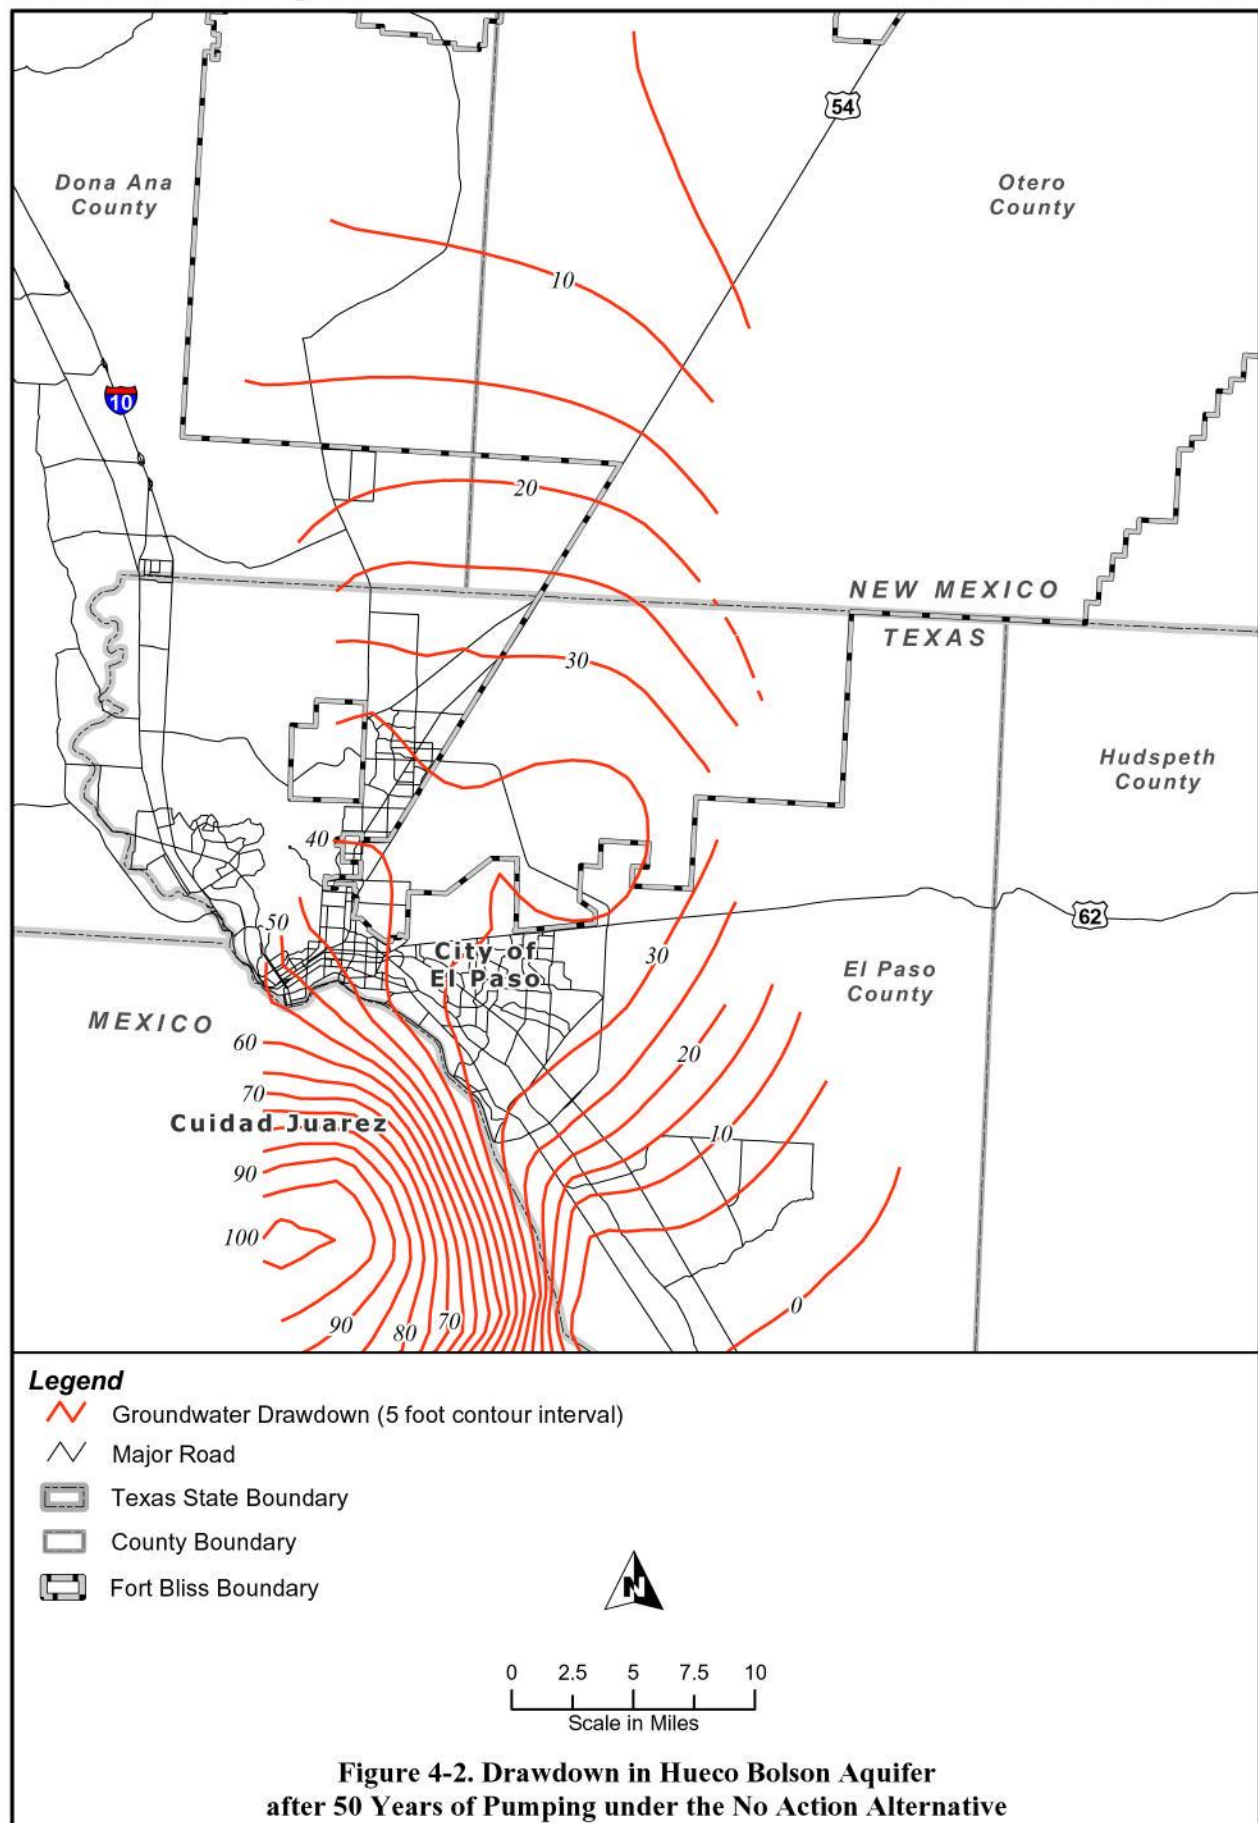 54
Dona Ana
County
Otero
County
10
10
20
NEW MEXICO
TEXAS
30
Hudspeth
County
40
50
62
City of
El Paso
30
El Paso
County
MEXICO
60
20
70
Cuidad Juarez
10
90
100
0
90
80
70
Legend
Groundwater Drawdown (5 foot contour interval)
Major Road
Texas State Boundary
County Boundary
Fort Bliss Boundary
N
0 2.5 5 7.5 10
Scale in Miles
Figure 4-2. Drawdown in Hueco Bolson Aquifer
after 50 Years of Pumping under the No Action Alternative